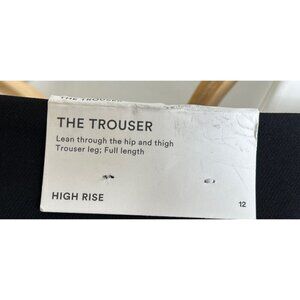 THE TROUSER
THE TROUSER
Lean through the hip and thigh
Trouser leg; Full length
HIGH RISE
12